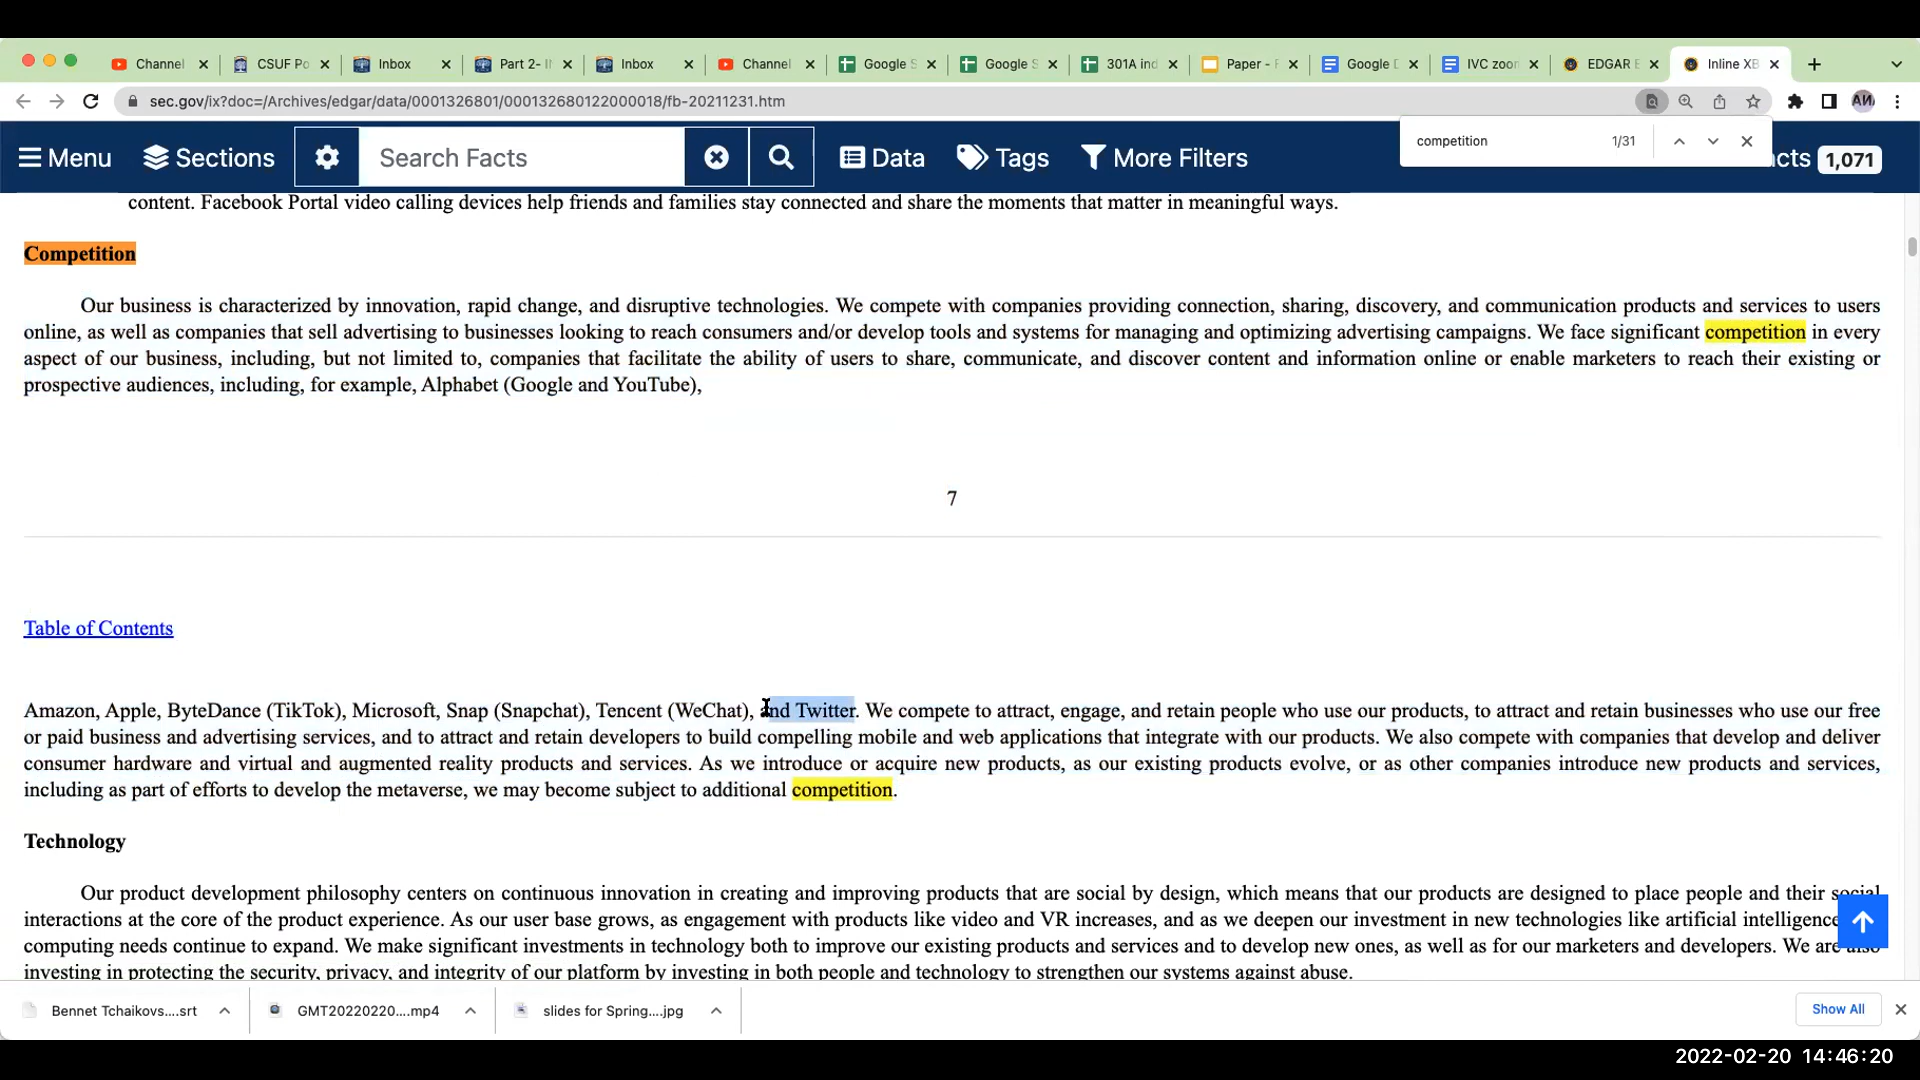 Channel
CSUF Po
Inbox
Part 2- I
Inbox
Channel
Google S
Google S
301A ind
Paper - F
Google D
IVC zoor
EDGAR E
Inline XB
sec.gov/ix?doc=/Archives/edgar/data/0001326801/000132680122000018/fb-20211231.htm
competition 1/31
Menu Sections Search Facts Data Tags More Filters cts 1,071
content. Facebook Portal video calling devices help friends and families stay connected and share the moments that matter in meaningful ways.
Competition
Our business is characterized by innovation, rapid change, and disruptive technologies. We compete with companies providing connection, sharing, discovery, and communication products and services to users
online, as well as companies that sell advertising to businesses looking to reach consumers and/or develop tools and systems for managing and optimizing advertising campaigns. We face significant competition in every
aspect of our business, including, but not limited to, companies that facilitate the ability of users to share, communicate, and discover content and information online or enable marketers to reach their existing or
prospective audiences, including, for example, Alphabet (Google and YouTube),
7
Table of Contents
Amazon, Apple, ByteDance (TikTok), Microsoft, Snap (Snapchat), Tencent (WeChat), and Twitter. We compete to attract, engage, and retain people who use our products, to attract and retain businesses who use our free
or paid business and advertising services, and to attract and retain developers to build compelling mobile and web applications that integrate with our products. We also compete with companies that develop and deliver
consumer hardware and virtual and augmented reality products and services. As we introduce or acquire new products, as our existing products evolve, or as other companies introduce new products and services,
including as part of efforts to develop the metaverse, we may become subject to additional competition.
Technology
Our product development philosophy centers on continuous innovation in creating and improving products that are social by design, which means that our products are designed to place people and their social
interactions at the core of the product experience. As our user base grows, as engagement with products like video and VR increases, and as we deepen our investment in new technologies like artificial intelligence
computing needs continue to expand. We make significant investments in technology both to improve our existing products and services and to develop new ones, as well as for our marketers and developers. We are also
investing in protecting the security, privacy, and integrity of our platform by investing in both people and technology to strengthen our systems against abuse.
Bennet Tchaikovs....srt
GMT20220220....mp4
slides for Spring....jpg
Show All
2022-02-20 14:46:20